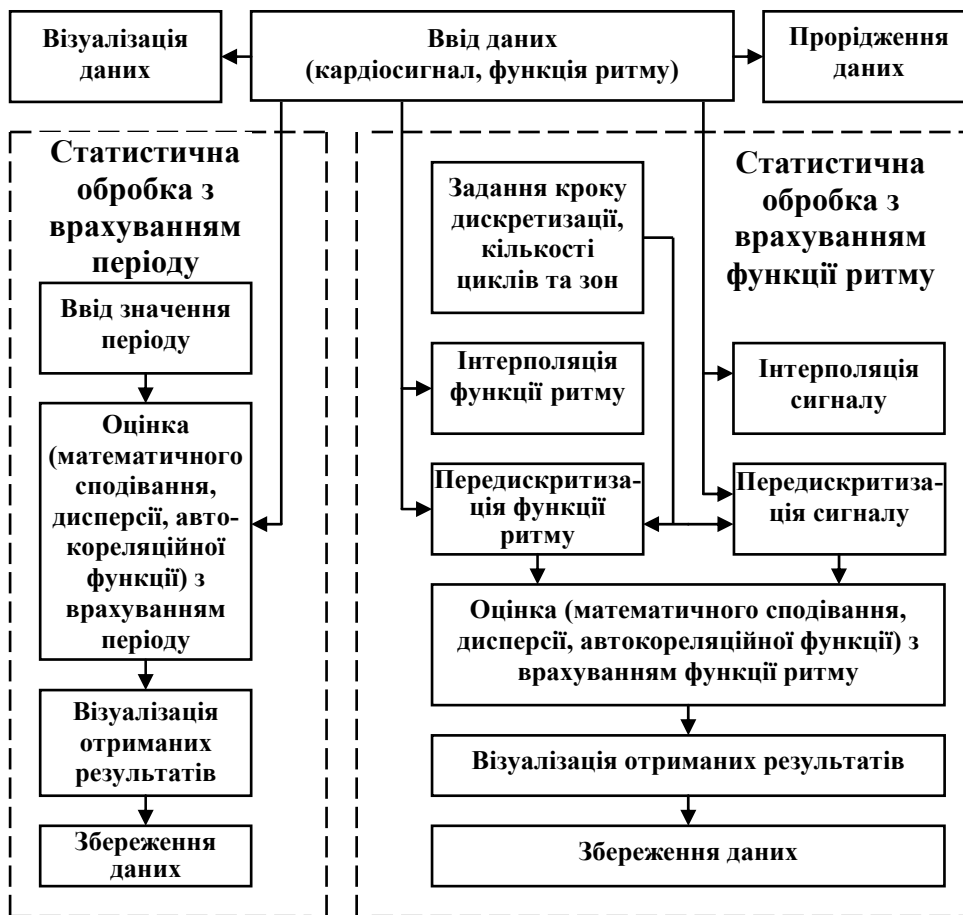 Візуалізація
даних
Ввід даних
(кардіосигнал, функція ритму)
Прорідження
даних
Статистична
обробка з
врахуванням
періоду
Ввід значення
періоду
Оцінка
(математичного
сподівання,
дисперсії, авто-
кореляційної
функції) з
врахуванням
періоду
Візуалізація
отриманих
результатів
Збереження
даних
Статистична
обробка з
врахуванням
функції ритму
Задання кроку
дискретизації,
кількості
циклів та зон
Інтерполяція
функції ритму
Інтерполяція
сигналу
Передискритиза-
ція функції
ритму
Передискритиза-
ція сигналу
Оцінка (математичного сподівання,
дисперсії, автокореляційної функції) з
врахуванням функції ритму
Візуалізація отриманих результатів
Збереження даних